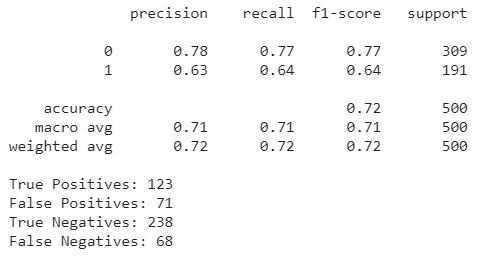 precision recall f1-score support
0 0.78 0.77 0.77 309
1 0.63 0.64 0.64 191
accuracy 0.72 500
macro avg 0.71 0.71 0.71 500
weighted avg 0.72 0.72 0.72 500
True Positives: 123
False Positives: 71
True Negatives: 238
False Negatives: 68